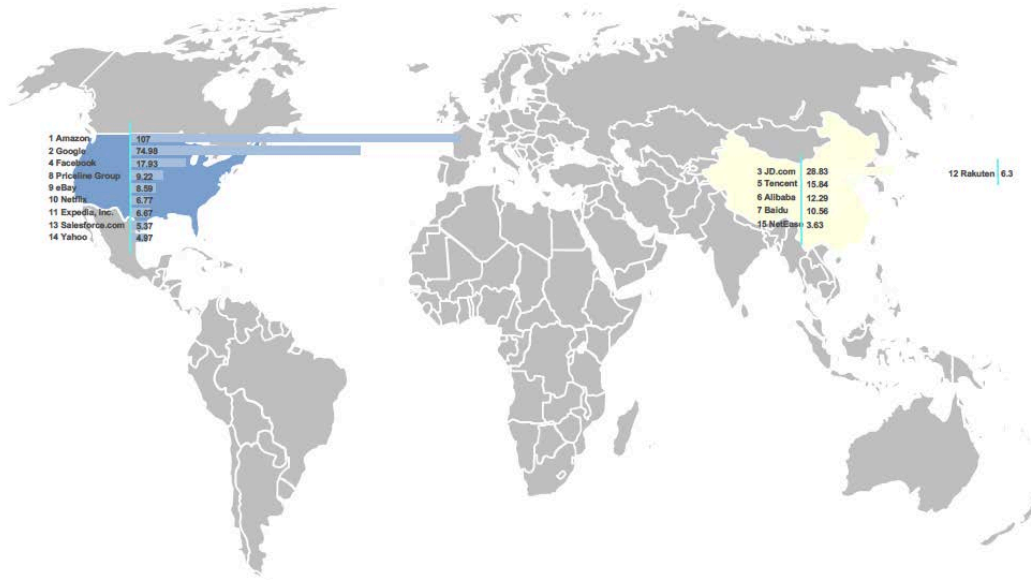 1 Amazon 107
2 Google 74.98
4 Facebook 17.93
8 Priceline Group 9.22
9 eBay 8.59
10 Netflis 6.77
11 Expedia, Inc. 6.67
13 Salesforce.com 5.37
14 Yahoo 4.97
3 JD.com 28.83
5 Tencent 15.84
6 Alibaba 12.29
7 Baidu 10.56
15 NetEase 3.63
12 Rakuten 6.3